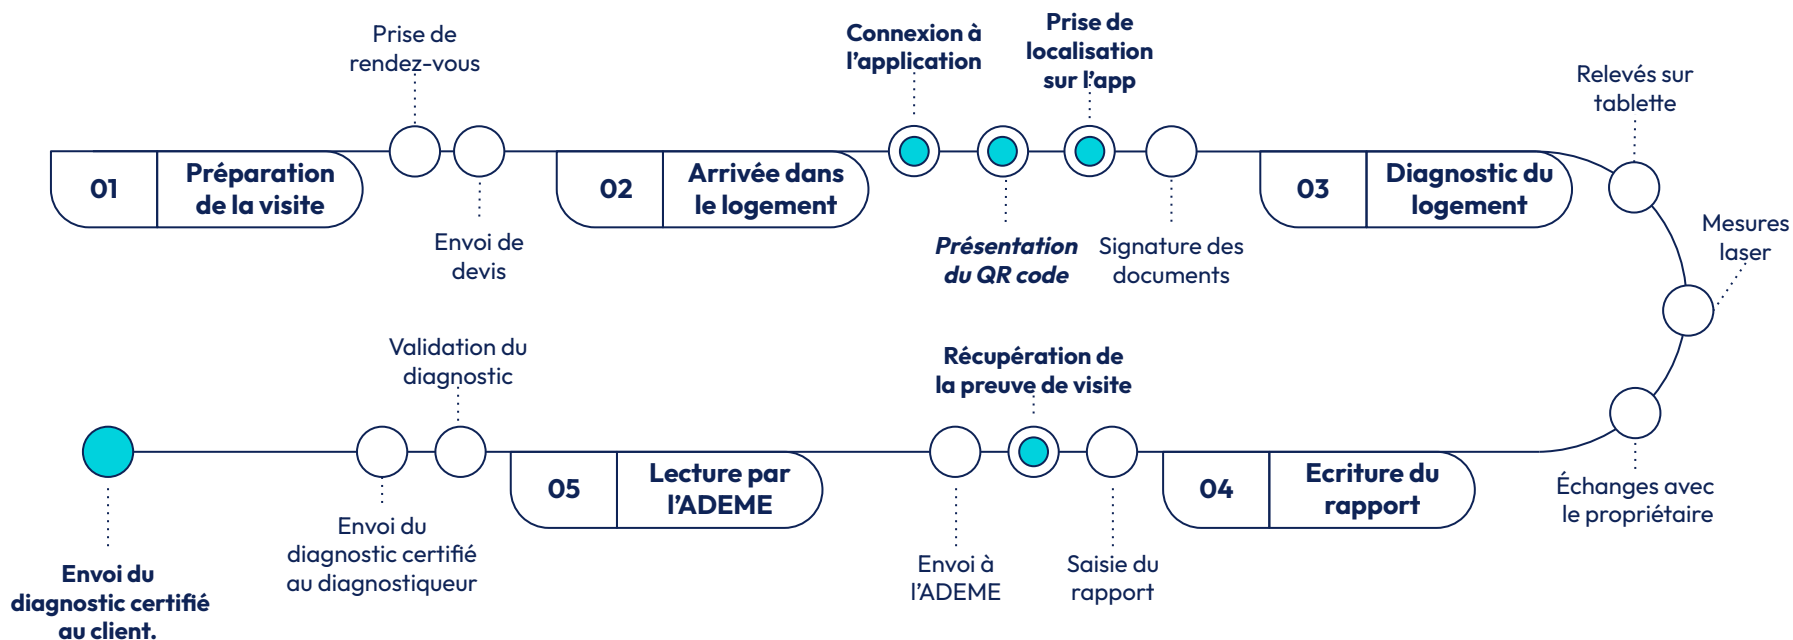 Prise de
rendez-vous
01
Préparation
de la visite
Envoi de
devis
02
Arrivée dans
le logement
Connexion à
l’application
Présentation
du QR code
Prise de
localisation
sur l’app
Signature des
documents
03
Diagnostic du
logement
Relevés sur
tablette
Mesures
laser
Échanges avec
le propriétaire
04
Ecriture du
rapport
Saisie du
rapport
Récupération de
la preuve de visite
Envoi à
l’ADEME
05
Lecture par
l’ADEME
Validation du
diagnostic
Envoi du
diagnostic certifié
au diagnostiqueur
Envoi du
diagnostic certifié
au client.